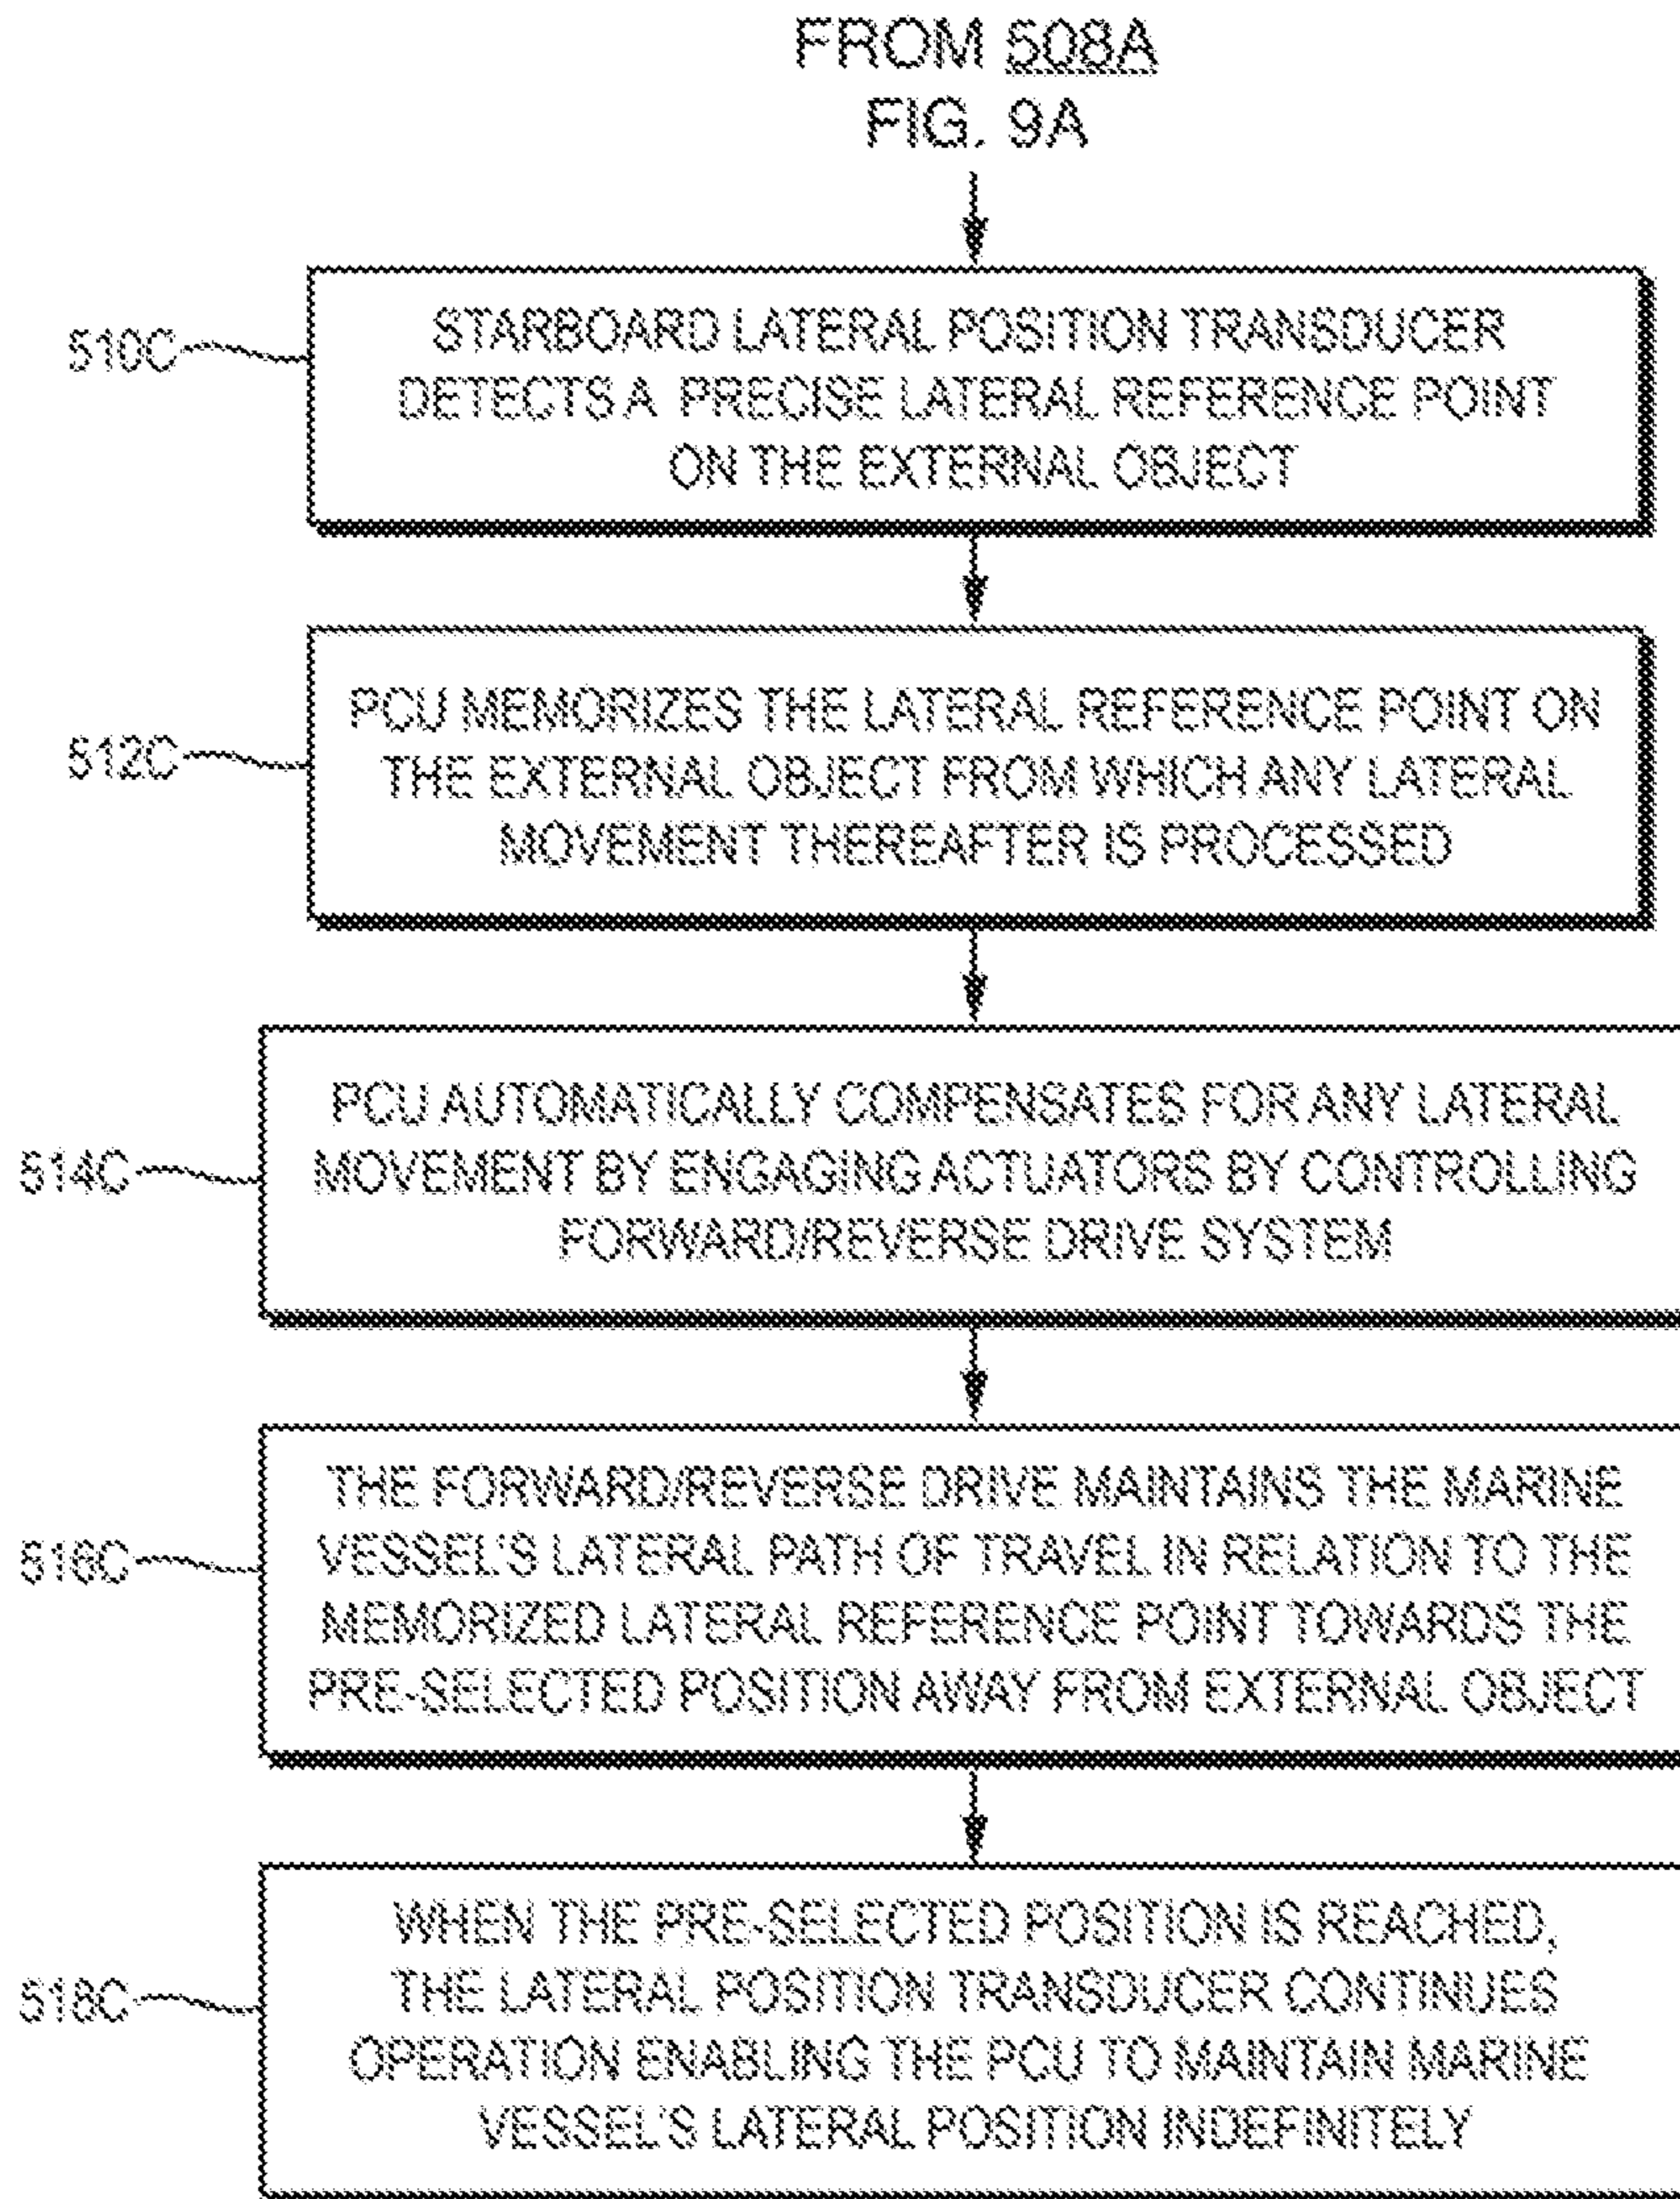 FROM 508A
FIG. 9A
510C
STARBOARD LATERAL POSITION TRANSDUCER
DETECTS A PRECISE LATERAL REFERENCE POINT
ON THE EXTERNAL OBJECT
512C
PCU MEMORIZES THE LATERAL REFERENCE POINT ON
THE EXTERNAL OBJECT FROM WHICH ANY LATERAL
MOVEMENT THEREAFTER IS PROCESSED
514C
PCU AUTOMATICALLY COMPENSATES FOR ANY LATERAL
MOVEMENT BY ENGAGING ACTUATORS BY CONTROLLING
FORWARD/REVERSE DRIVE SYSTEM
516C
THE FORWARD/REVERSE DRIVE MAINTAINS THE MARINE
VESSEL'S LATERAL PATH OF TRAVEL IN RELATION TO THE
MEMORIZED LATERAL REFERENCE POINT TOWARDS THE
PRE-SELECTED POSITION AWAY FROM EXTERNAL OBJECT
518C
WHEN THE PRE-SELECTED POSITION IS REACHED,
THE LATERAL POSITION TRANSDUCER CONTINUES
OPERATION ENABLING THE PCU TO MAINTAIN MARINE
VESSEL'S LATERAL POSITION INDEFINITELY